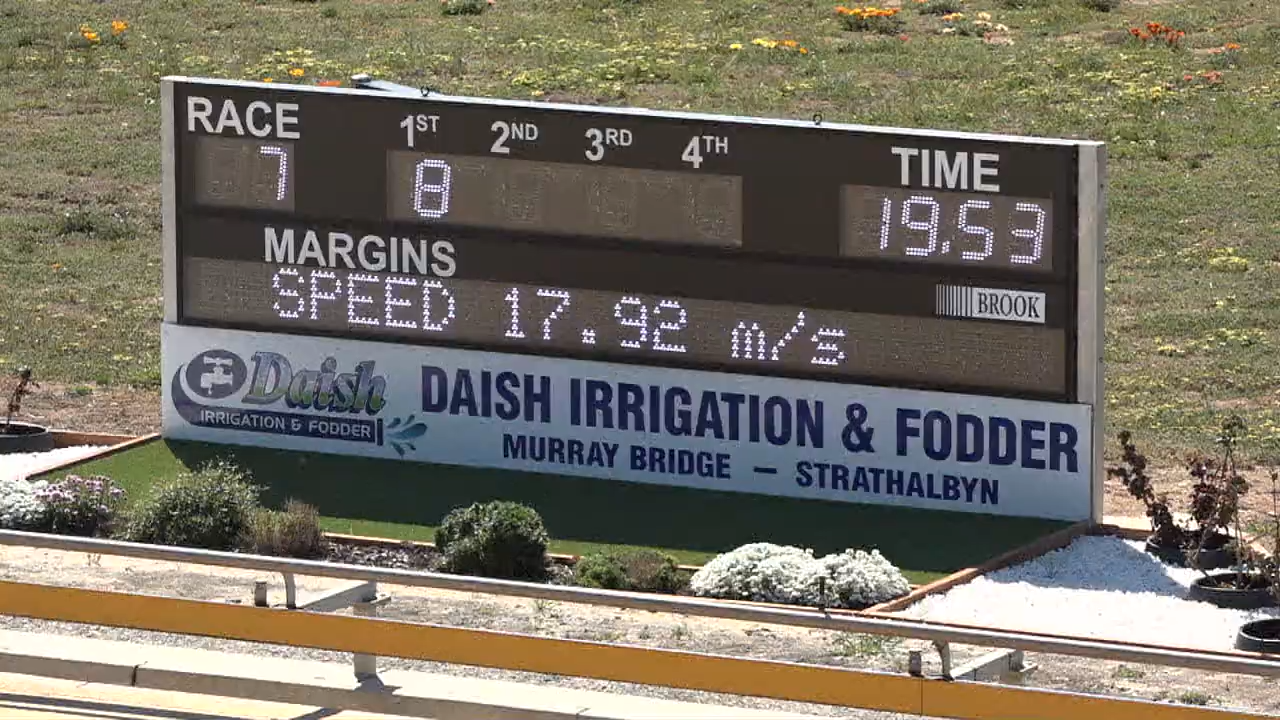 RACE 1ST 2ND 3RD 4TH TIME
7 8 19.53
MARGINS
SPEED 17.92 m/s
BROOK
Daish
IRRIGATION & FODDER
DAISH IRRIGATION & FODDER
MURRAY BRIDGE — STRATHALBYN